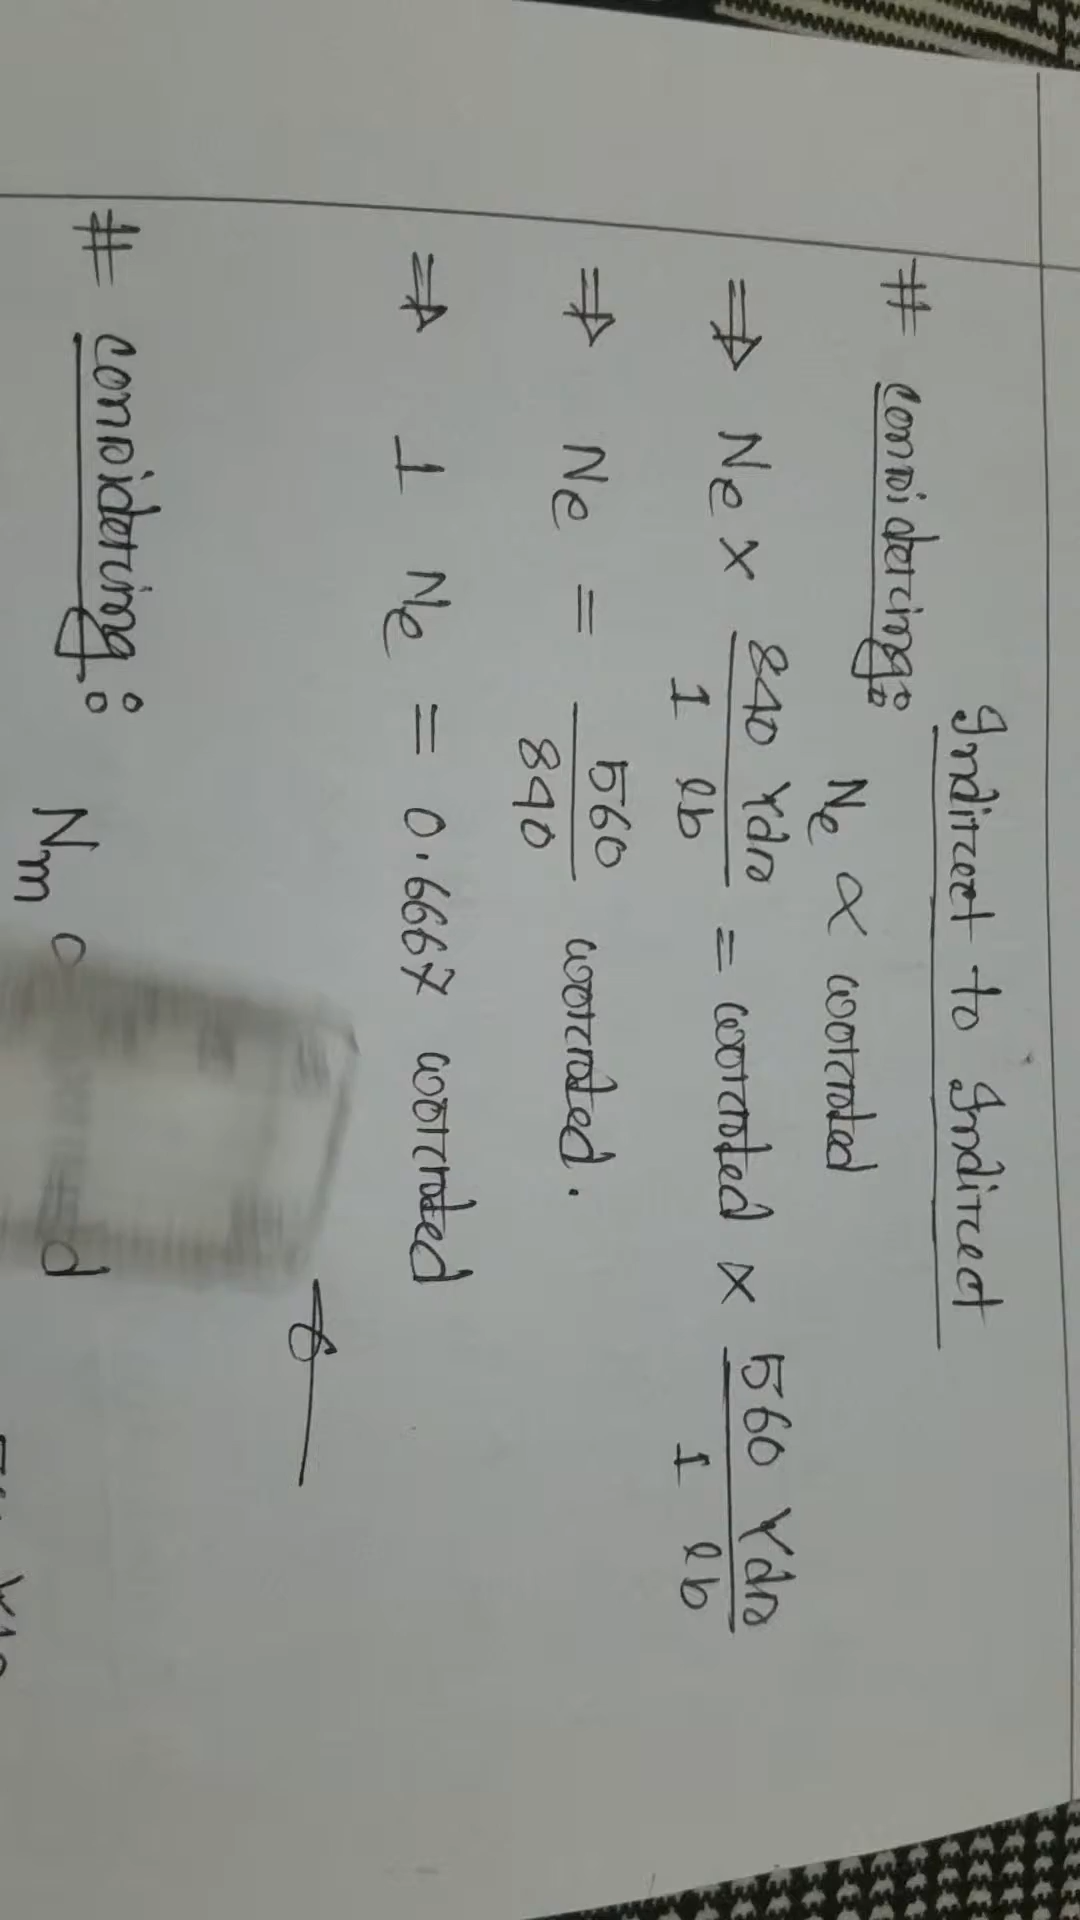 Indirect to Indirect
# considering: Ne ∝ worsted
⇒ Ne × 840 Yds / 1 lb = worsted × 560 Yds / 1 lb
⇒ Ne = 560 / 840 worsted.
⇒ 1 Ne = 0.6667 worsted
# considering: Nm